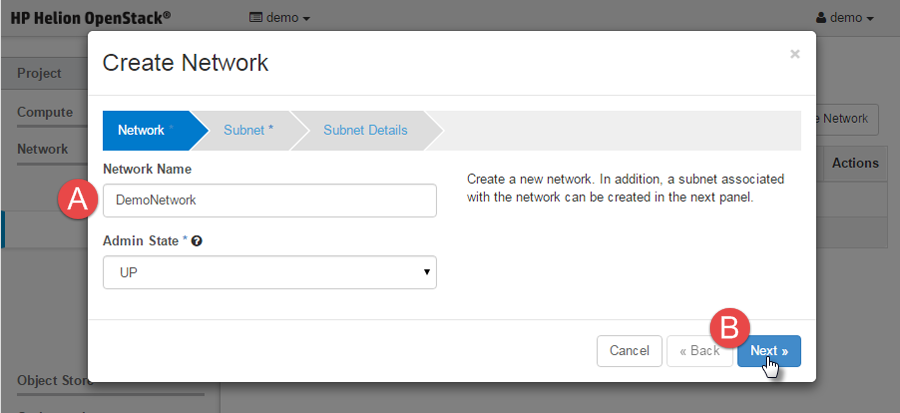 HP Helion OpenStack®
demo
demo
Project
Compute
Network
Object Store
Network
Actions
Create Network
×
Network *
Subnet *
Subnet Details
Network Name
A
DemoNetwork
Create a new network. In addition, a subnet associated
with the network can be created in the next panel.
Admin State *
UP
B
Cancel
« Back
Next »